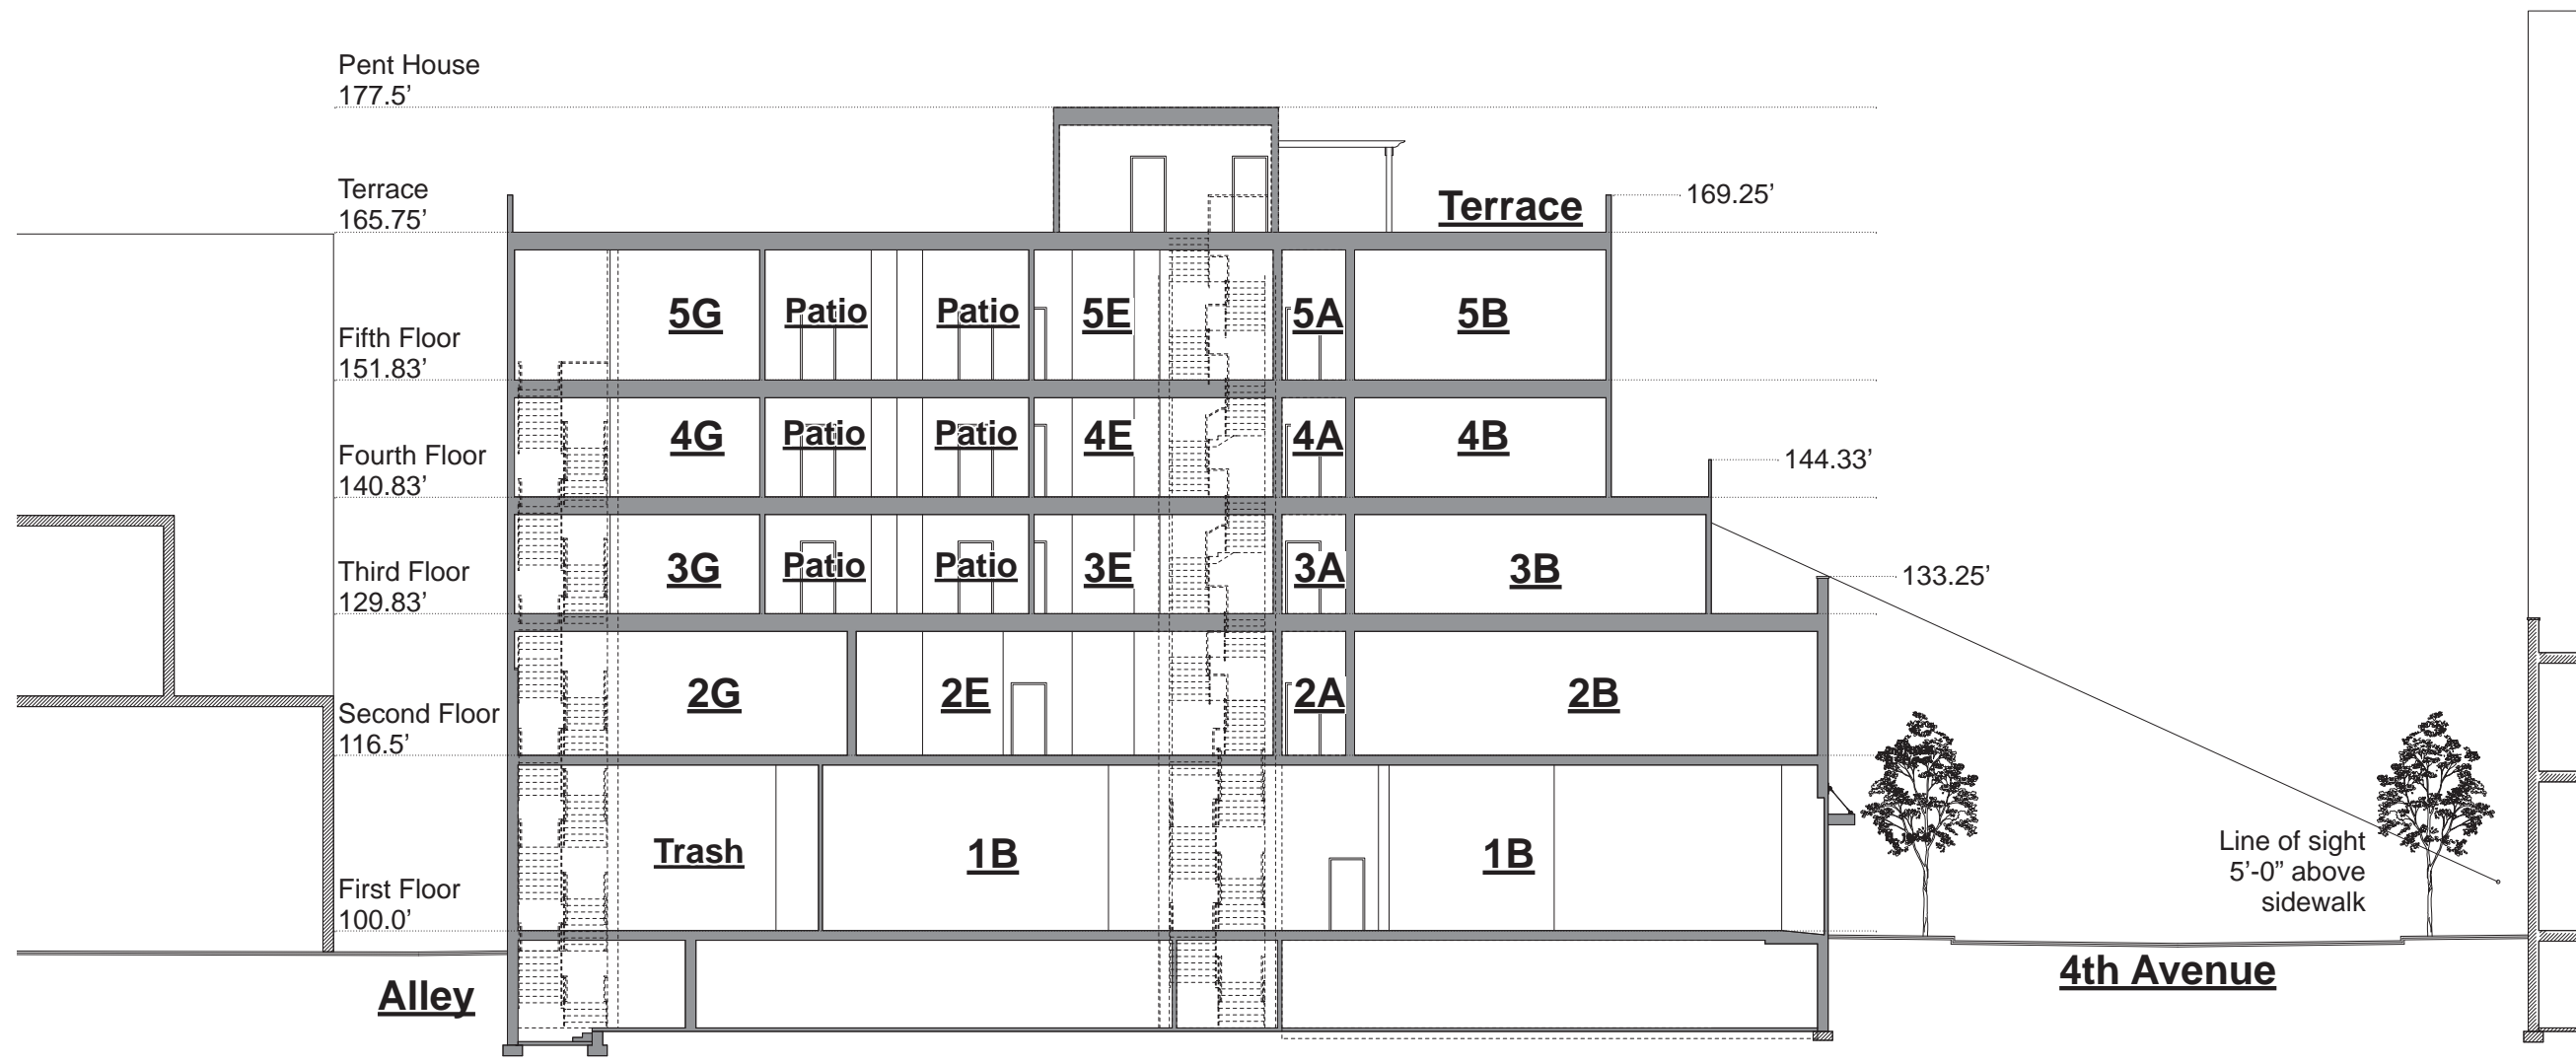 Pent House
177.5’
Terrace
165.75’
Terrace
169.25’
5G
Patio
Patio
5E
5A
5B
Fifth Floor
151.83’
4G
Patio
Patio
4E
4A
4B
Fourth Floor
140.83’
144.33’
3G
Patio
Patio
3E
3A
3B
Third Floor
129.83’
133.25’
2G
2E
2A
2B
Second Floor
116.5’
Trash
1B
1B
Line of sight
5’-0” above
sidewalk
First Floor
100.0’
Alley
4th Avenue